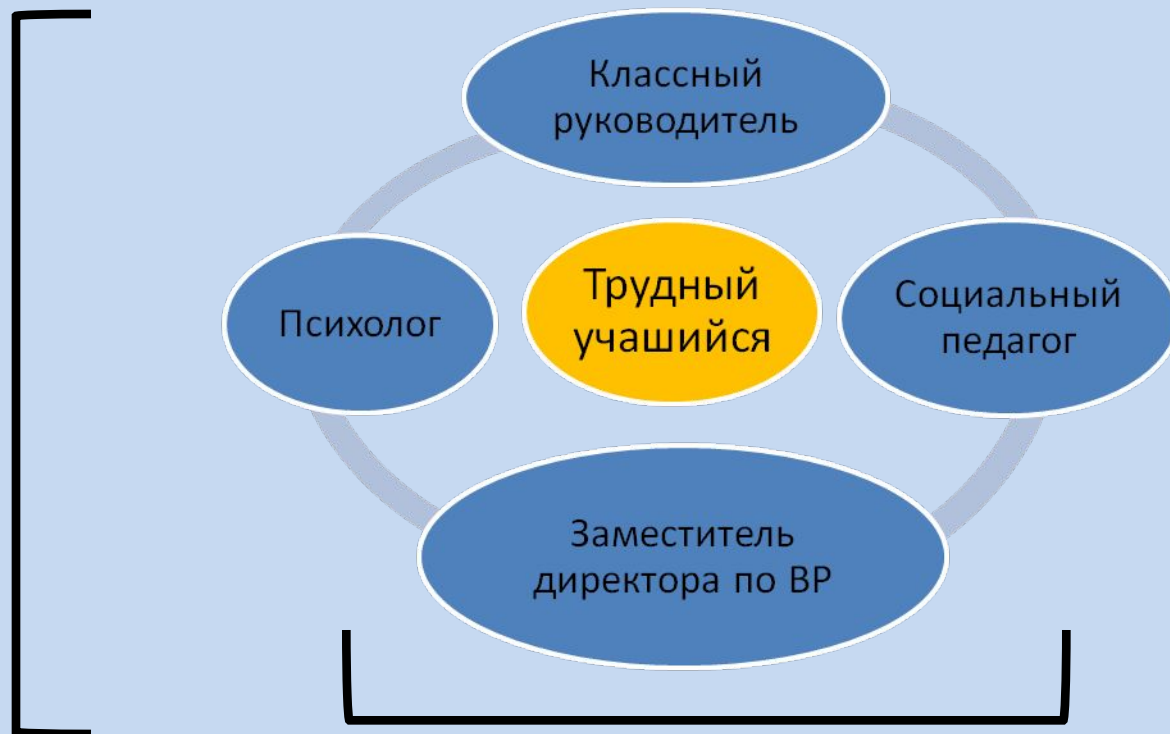 Классный
руководитель
Психолог
Трудный
учашийся
Социальный
педагог
Заместитель
директора по ВР